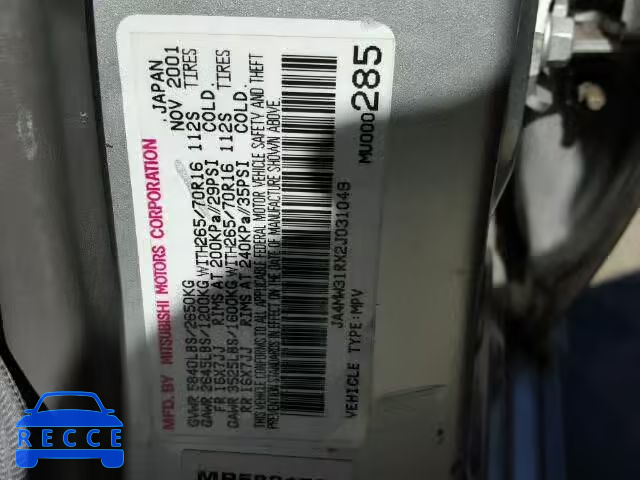 MFD. BY MITSUBISHI MOTORS CORPORATION JAPAN
NOV 2001
GVWR 5840LBS/2650KG
GAWR 2645LBS/1200KG WITH265/70R16 112S TIRES
FR 16X7JJ RIMS AT 200KPA/29PSI COLD.
GAWR 3525LBS/1600KG WITH265/70R16 112S TIRES
RR 16X7JJ RIMS AT 240KPA/35PSI COLD.
THIS VEHICLE CONFORMS TO ALL APPLICABLE FEDERAL MOTOR VEHICLE SAFETY AND THEFT
PREVENTION STANDARDS IN EFFECT ON THE DATE OF MANUFACTURE SHOWN ABOVE.
JA4MW31RX2J031049
VEHICLE TYPE:MPV MU000285
RECCE